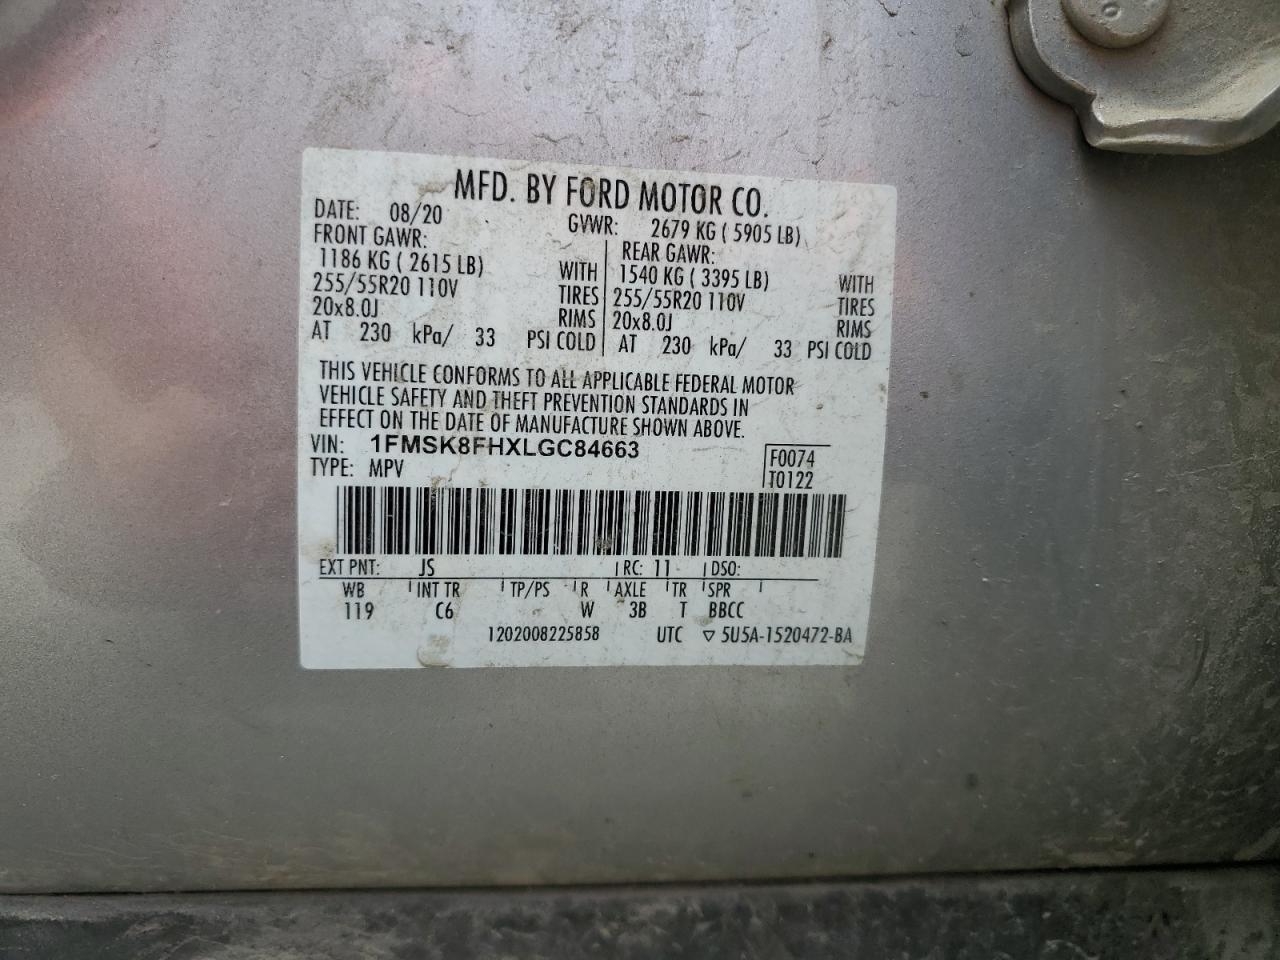 MFD. BY FORD MOTOR CO.
DATE: 08/20 GVWR: 2679 KG ( 5905 LB)
FRONT GAWR: REAR GAWR:
1186 KG ( 2615 LB) WITH 1540 KG ( 3395 LB) WITH
255/55R20 110V TIRES 255/55R20 110V TIRES
20x8.0J RIMS 20x8.0J RIMS
AT 230 kPa/ 33 PSI COLD AT 230 kPa/ 33 PSI COLD
THIS VEHICLE CONFORMS TO ALL APPLICABLE FEDERAL MOTOR
VEHICLE SAFETY AND THEFT PREVENTION STANDARDS IN
EFFECT ON THE DATE OF MANUFACTURE SHOWN ABOVE.
VIN: 1FMSK8FHXLGC84663 F0074
TYPE: MPV T0122
EXT PNT: JS RC: 11 DSO:
WB INT TR TP/PS R AXLE TR SPR
119 C6 W 3B T BBCC
1202008225858 UTC ▽ 5U5A-1520472-BA